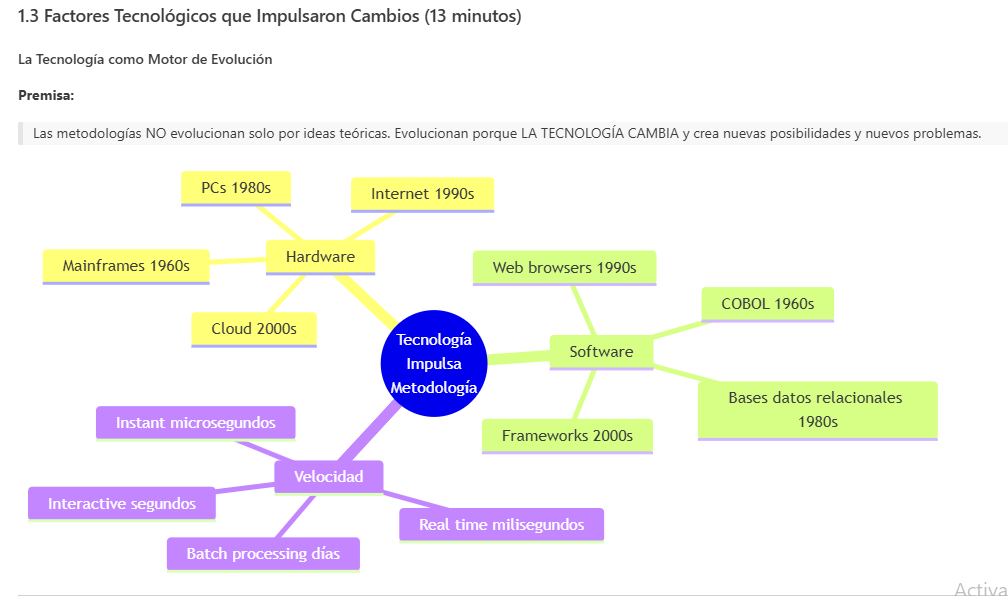 1.3 Factores Tecnológicos que Impulsaron Cambios (13 minutos)
La Tecnología como Motor de Evolución
Premisa:
Las metodologías NO evolucionan solo por ideas teóricas. Evolucionan porque LA TECNOLOGÍA CAMBIA y crea nuevas posibilidades y nuevos problemas.
PCs 1980s
Internet 1990s
Hardware
Mainframes 1960s
Cloud 2000s
Web browsers 1990s
COBOL 1960s
Software
Bases datos relacionales
1980s
Frameworks 2000s
Tecnología
Impulsa
Metodología
Instant microsegundos
Velocidad
Interactive segundos
Real time milisegundos
Batch processing días
Activa